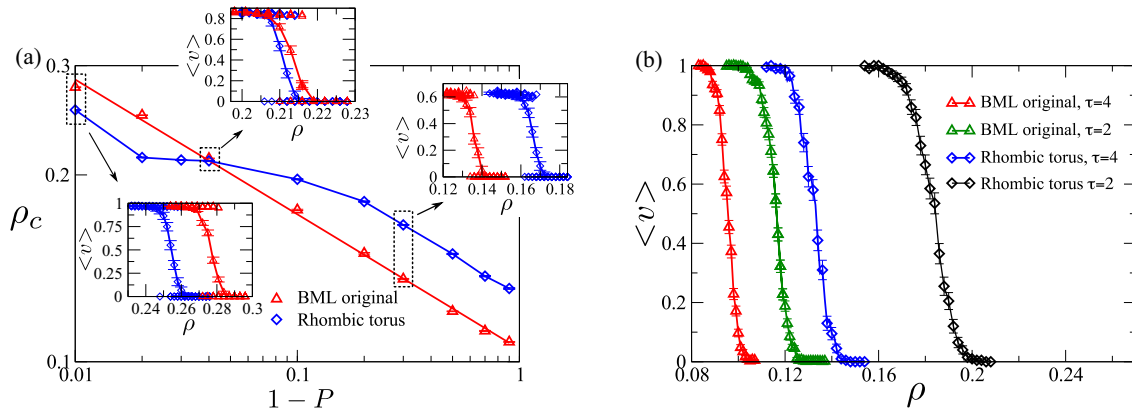 (a)
0.3
0.2
0.1
ρc
0.01
0.1
1
1 − P
0.8
0.6
0.4
0.2
0
<v>
0.2
0.21
0.22
0.23
ρ
0.6
0.4
0.2
0
<v>
0.12
0.14
0.16
0.18
ρ
1
0.75
0.5
0.25
0
<v>
0.24
0.26
0.28
0.3
ρ
BML original
Rhombic torus
(b)
1
0.8
0.6
0.4
0.2
0
<v>
0.08
0.12
0.16
0.2
0.24
ρ
BML original, τ=4
BML original, τ=2
Rhombic torus, τ=4
Rhombic torus τ=2